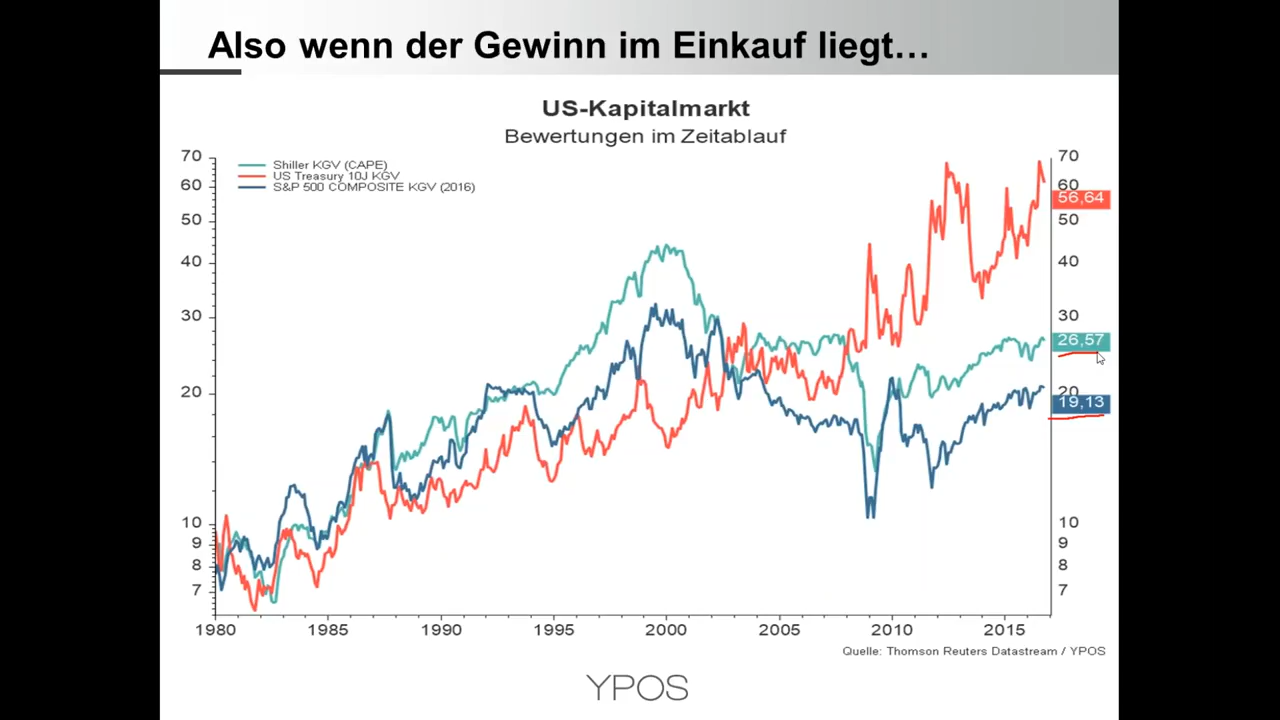 Also wenn der Gewinn im Einkauf liegt...
US-Kapitalmarkt
Bewertungen im Zeitablauf
Shiller KGV (CAPE)
US Treasury 10J KGV
S&P 500 COMPOSITE KGV (2016)
70 70
60 60
56,64
50 50
40 40
30 30
26,57
20 20
19,13
10 10
9 9
8 8
7 7
1980 1985 1990 1995 2000 2005 2010 2015
Quelle: Thomson Reuters Datastream / YPOS
YPOS